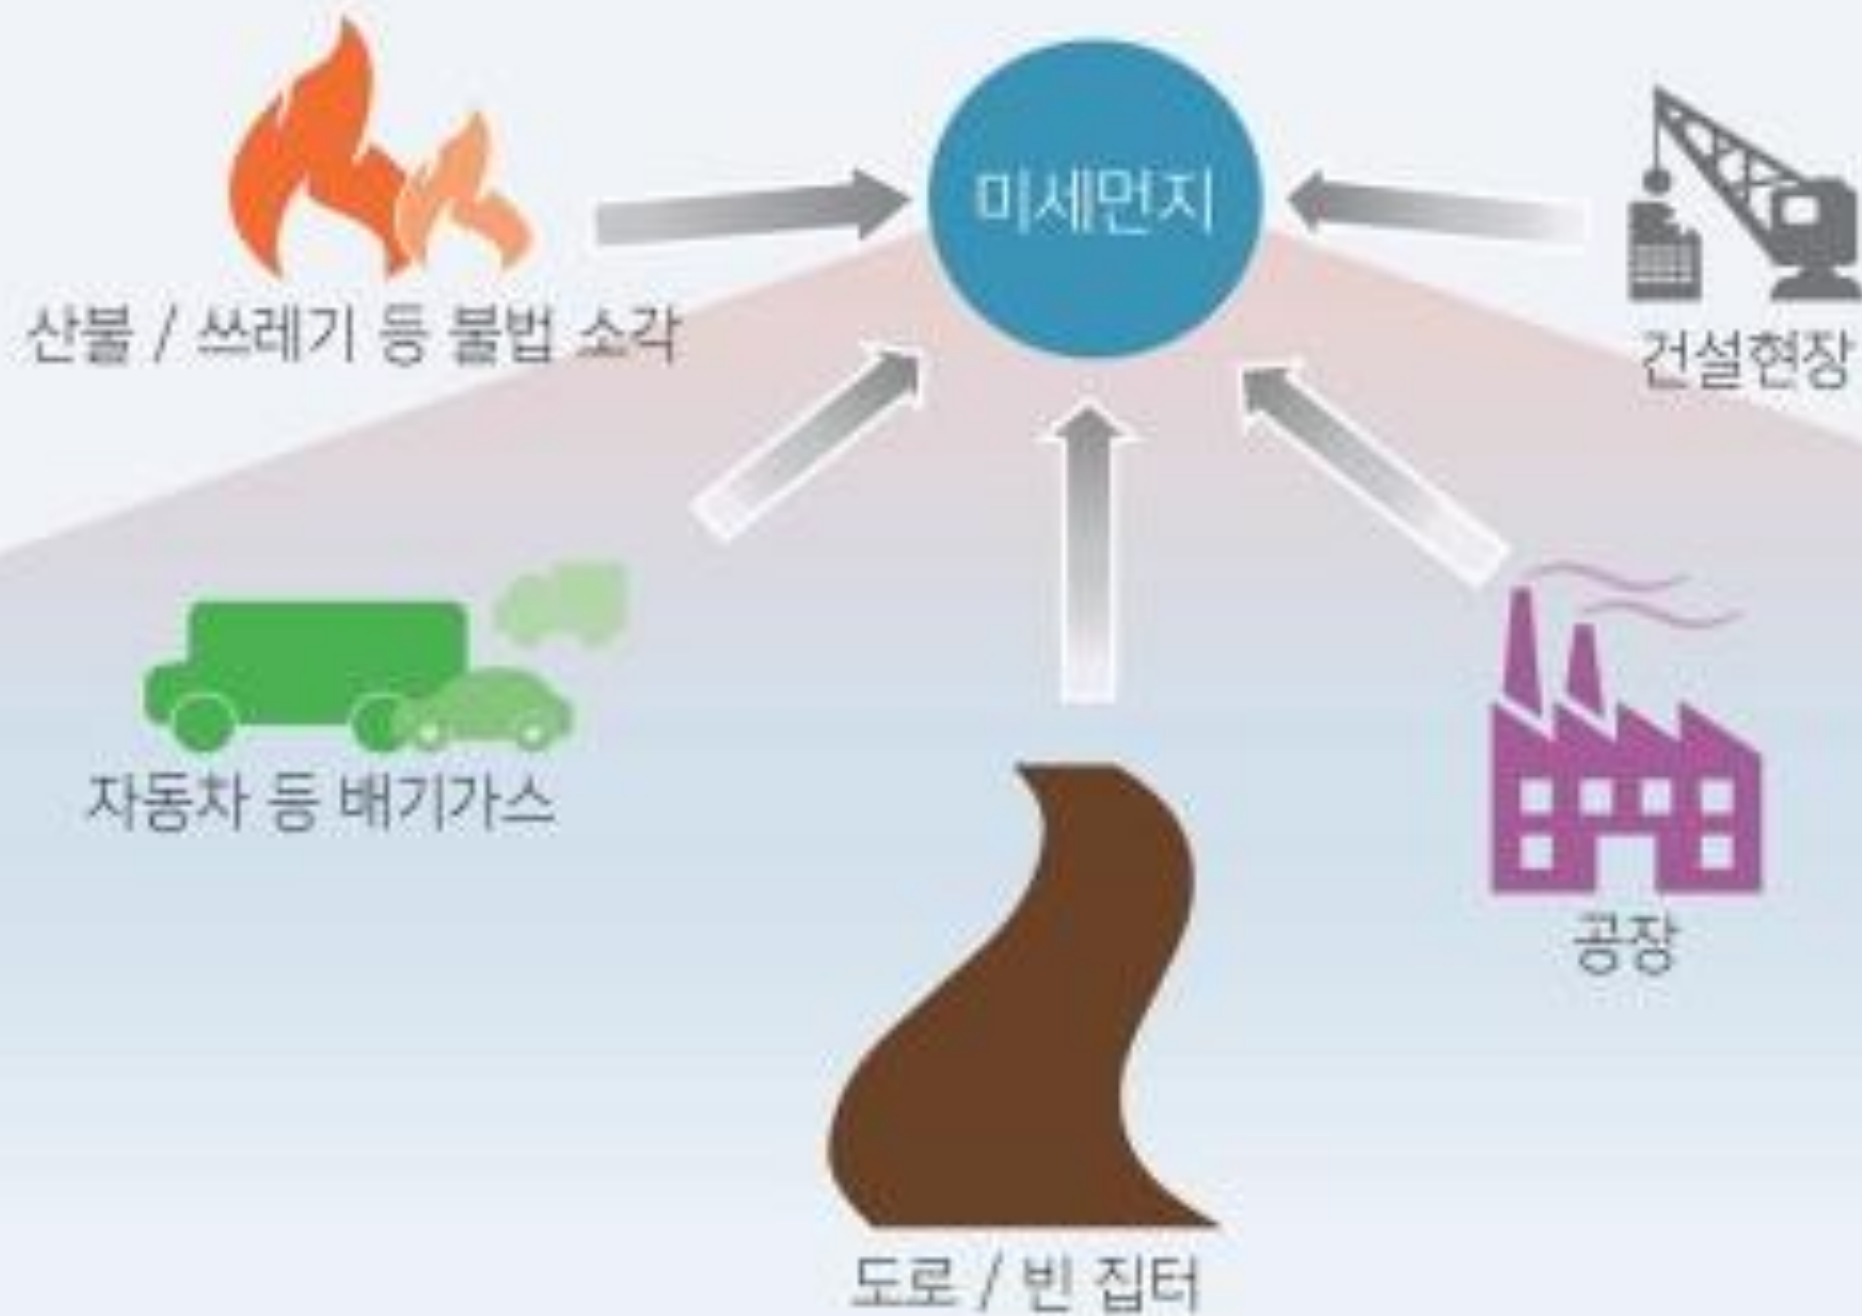 미세먼지
산불 / 쓰레기 등 불법 소각
건설현장
자동차 등 배기가스
공장
도로 / 빈 집터